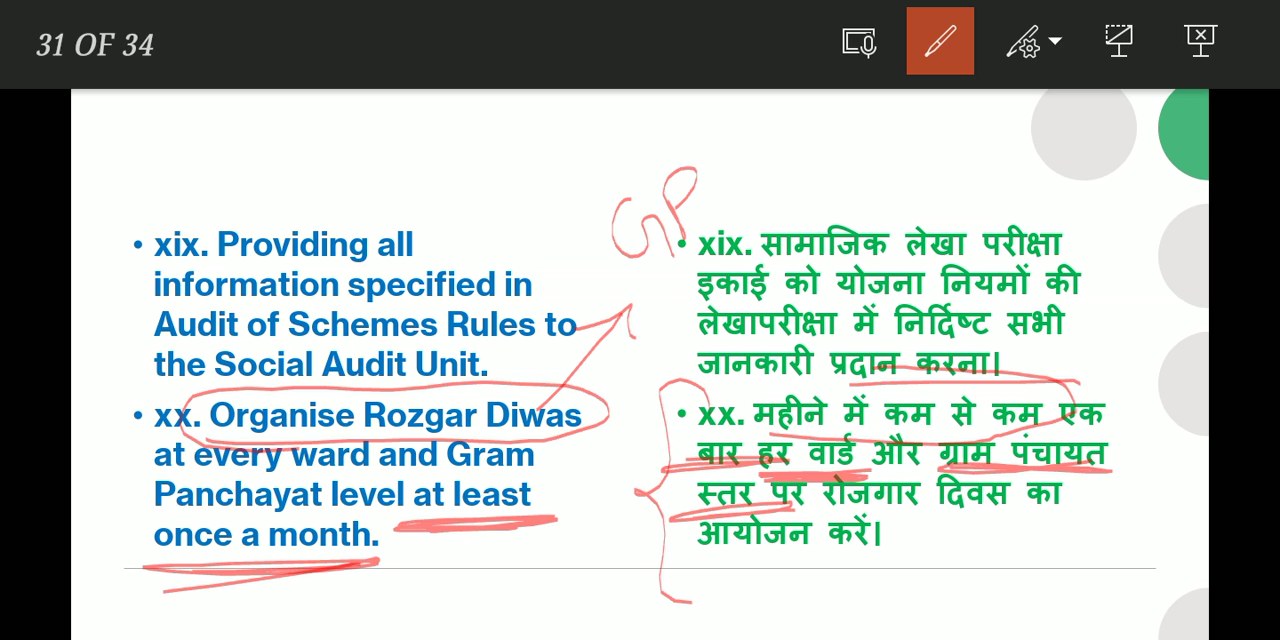 31 OF 34
GP
• xix. Providing all
information specified in
Audit of Schemes Rules to
the Social Audit Unit.
• xx. Organise Rozgar Diwas
at every ward and Gram
Panchayat level at least
once a month.
• xix. सामाजिक लेखा परीक्षा
इकाई को योजना नियमों की
लेखापरीक्षा में निर्दिष्ट सभी
जानकारी प्रदान करना।
• xx. महीने में कम से कम एक
बार हर वार्ड और ग्राम पंचायत
स्तर पर रोजगार दिवस का
आयोजन करें।